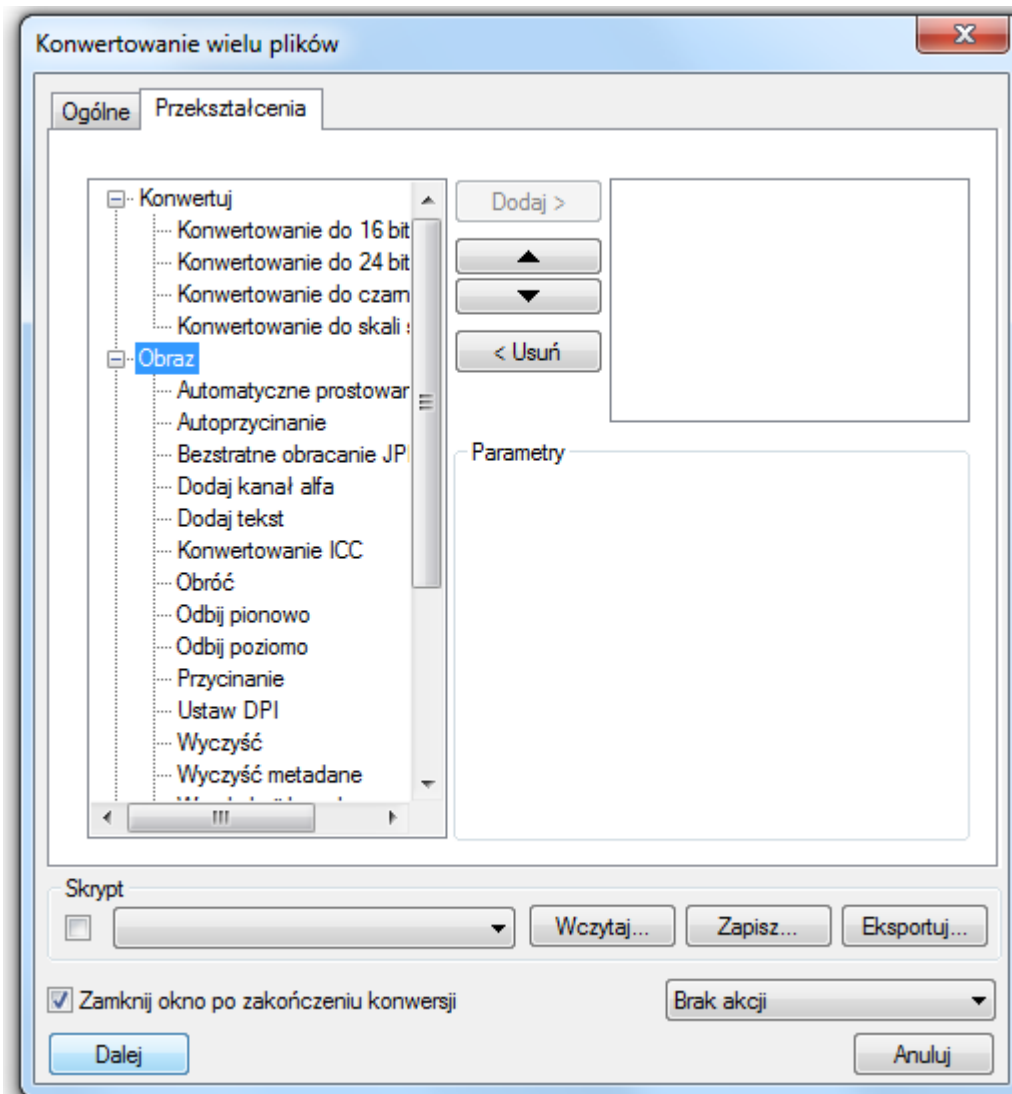 Konwertowanie wielu plików
Ogólne
Przekształcenia
Konwertuj
Konwertowanie do 16 bit
Konwertowanie do 24 bit
Konwertowanie do czarn
Konwertowanie do skali
Obraz
Automatyczne prostowan
Autoprzycinanie
Bezstratne obracanie JP
Dodaj kanał alfa
Dodaj tekst
Konwertowanie ICC
Obróć
Odbij pionowo
Odbij poziomo
Przycinanie
Ustaw DPI
Wyczyść
Wyczyść metadane
Dodaj >
< Usuń
Parametry
Skrypt
Wczytaj...
Zapisz...
Eksportuj...
Zamknij okno po zakończeniu konwersji
Brak akcji
Dalej
Anuluj